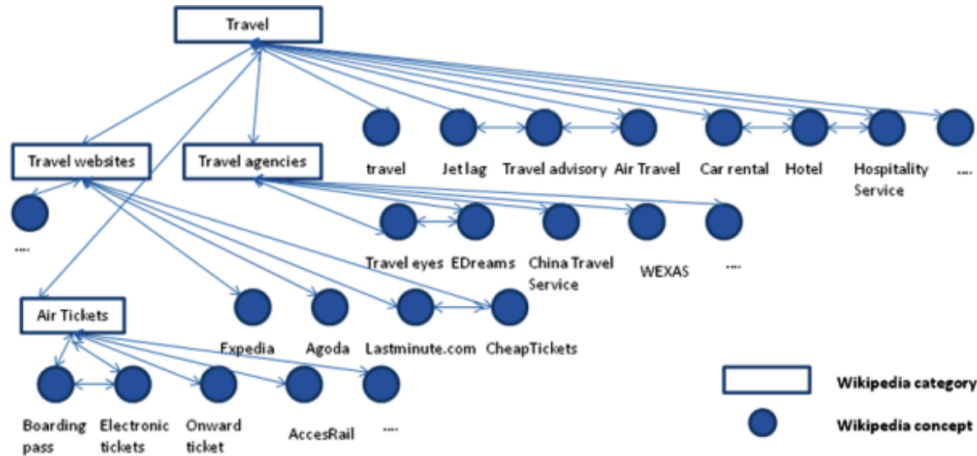 Travel
Travel websites
Travel agencies
travel
Jet lag
Travel advisory
Air Travel
Car rental
Hotel
Hospitality
Service
....
....
Travel eyes
EDreams
China Travel
Service
WEXAS
....
Air Tickets
Expedia
Agoda
Lastminute.com
CheapTickets
Boarding
pass
Electronic
tickets
Onward
ticket
AccesRail
....
Wikipedia category
Wikipedia concept